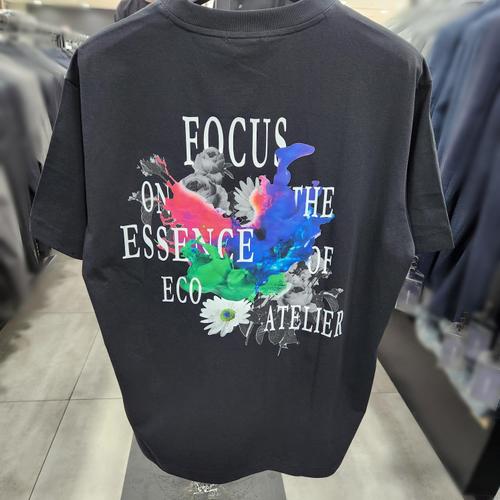 FOCUS
ON THE
ESSENCE
OF
ECO
ATELIER